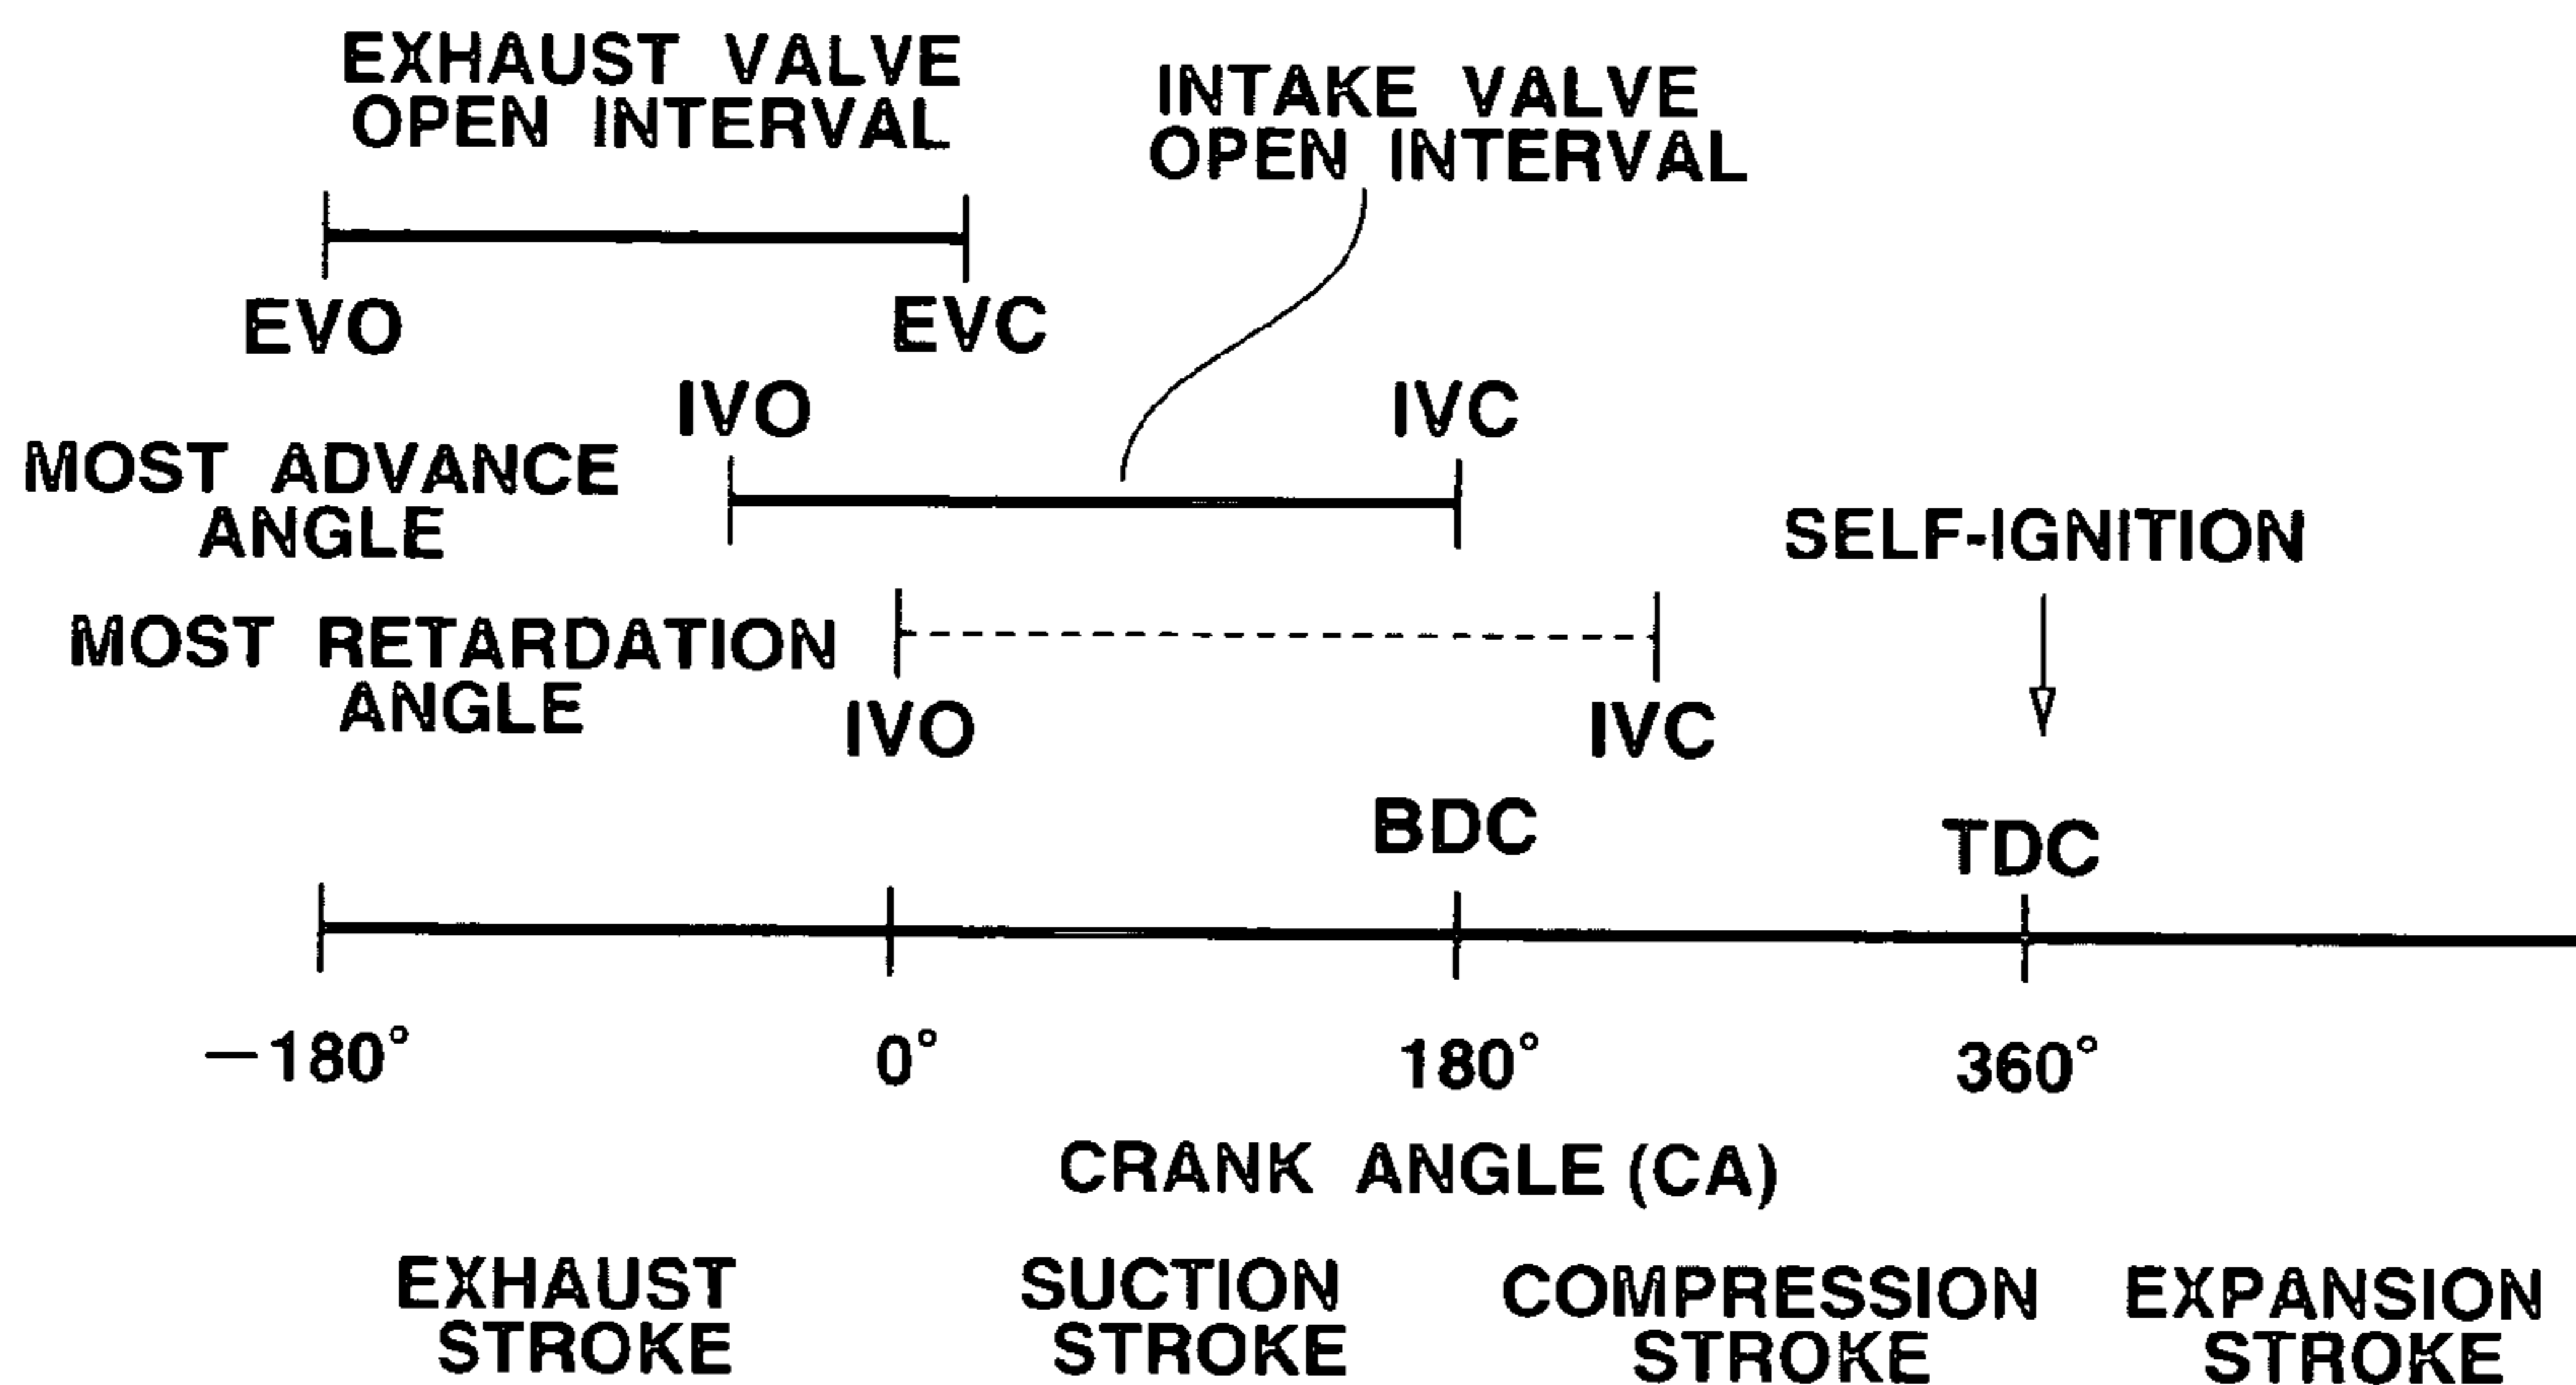 EXHAUST VALVE
OPEN INTERVAL
INTAKE VALVE
OPEN INTERVAL
EVO
EVC
IVO
IVC
MOST ADVANCE
ANGLE
SELF-IGNITION
MOST RETARDATION
ANGLE
IVO
IVC
BDC
TDC
−180°
0°
180°
360°
CRANK ANGLE (CA)
EXHAUST
STROKE
SUCTION
STROKE
COMPRESSION
STROKE
EXPANSION
STROKE